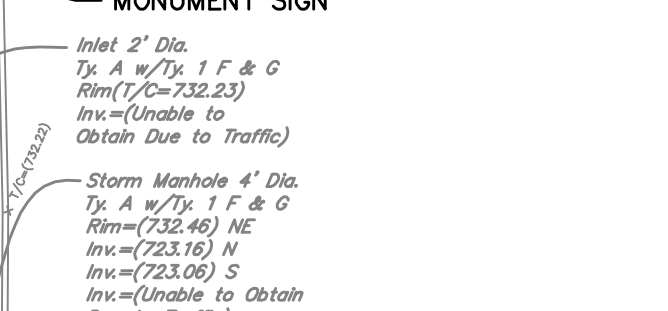 MONUMENT SIGN
Inlet 2' Dia.
Ty. A w/Ty. 1 F & G
Rim(T/C=732.23)
Inv.=(Unable to
Obtain Due to Traffic)
x T/C=(732.22)
Storm Manhole 4' Dia.
Ty. A w/Ty. 1 F & G
Rim=(732.46) NE
Inv.=(723.16) N
Inv.=(723.06) S
Inv.=(Unable to Obtain